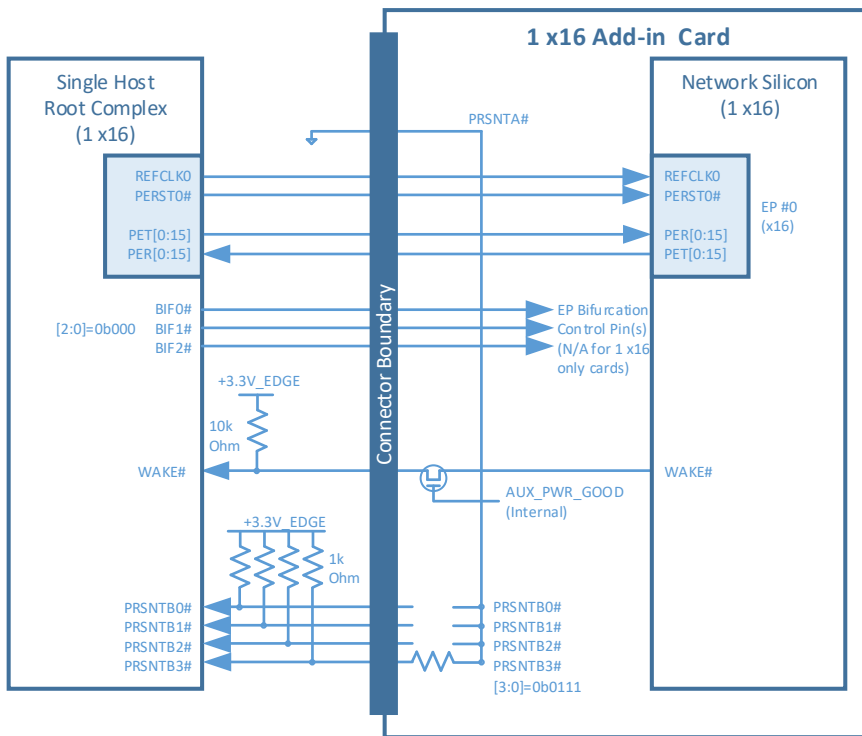 1 x16 Add-in Card
Single Host
Root Complex
(1 x16)
Network Silicon
(1 x16)
PRSNTA#
REFCLK0
PERST0#
PET[0:15]
PER[0:15]
REFCLK0
PERST0#
PER[0:15]
PET[0:15]
EP #0
(x16)
Connector Boundary
BIF0#
BIF1#
BIF2#
[2:0]=0b000
EP Bifurcation
Control Pin(s)
(N/A for 1 x16
only cards)
+3.3V_EDGE
10k
Ohm
WAKE#
WAKE#
AUX_PWR_GOOD
(Internal)
+3.3V_EDGE
1k
Ohm
PRSNTB0#
PRSNTB1#
PRSNTB2#
PRSNTB3#
PRSNTB0#
PRSNTB1#
PRSNTB2#
PRSNTB3#
[3:0]=0b0111